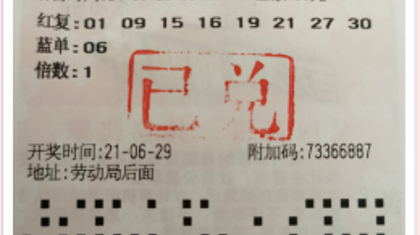 红复:01 09 15 16 19 21 27 30
蓝单:06
倍数:1
已兑
开奖时间:21-06-29 附加码:73366887
地址:劳动局后面